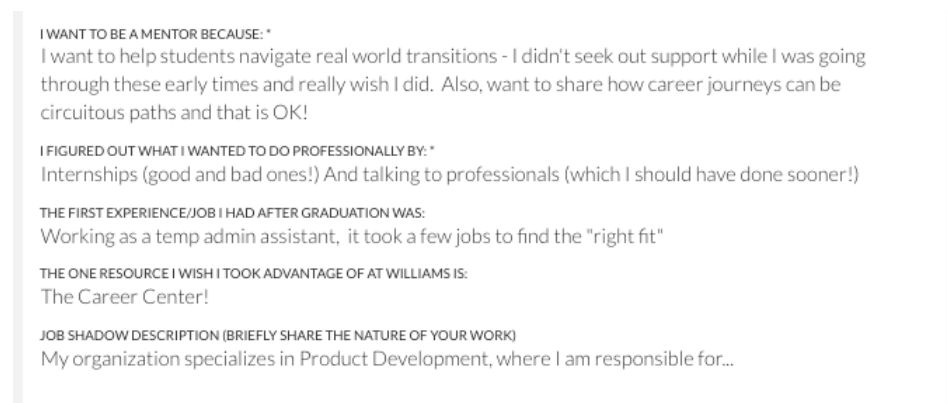 I WANT TO BE A MENTOR BECAUSE: *
I want to help students navigate real world transitions - I didn't seek out support while I was going
through these early times and really wish I did.  Also, want to share how career journeys can be
circuitous paths and that is OK!
I FIGURED OUT WHAT I WANTED TO DO PROFESSIONALLY BY: *
Internships (good and bad ones!) And talking to professionals (which I should have done sooner!)
THE FIRST EXPERIENCE/JOB I HAD AFTER GRADUATION WAS:
Working as a temp admin assistant,  it took a few jobs to find the "right fit"
THE ONE RESOURCE I WISH I TOOK ADVANTAGE OF AT WILLIAMS IS:
The Career Center!
JOB SHADOW DESCRIPTION (BRIEFLY SHARE THE NATURE OF YOUR WORK)
My organization specializes in Product Development, where I am responsible for...